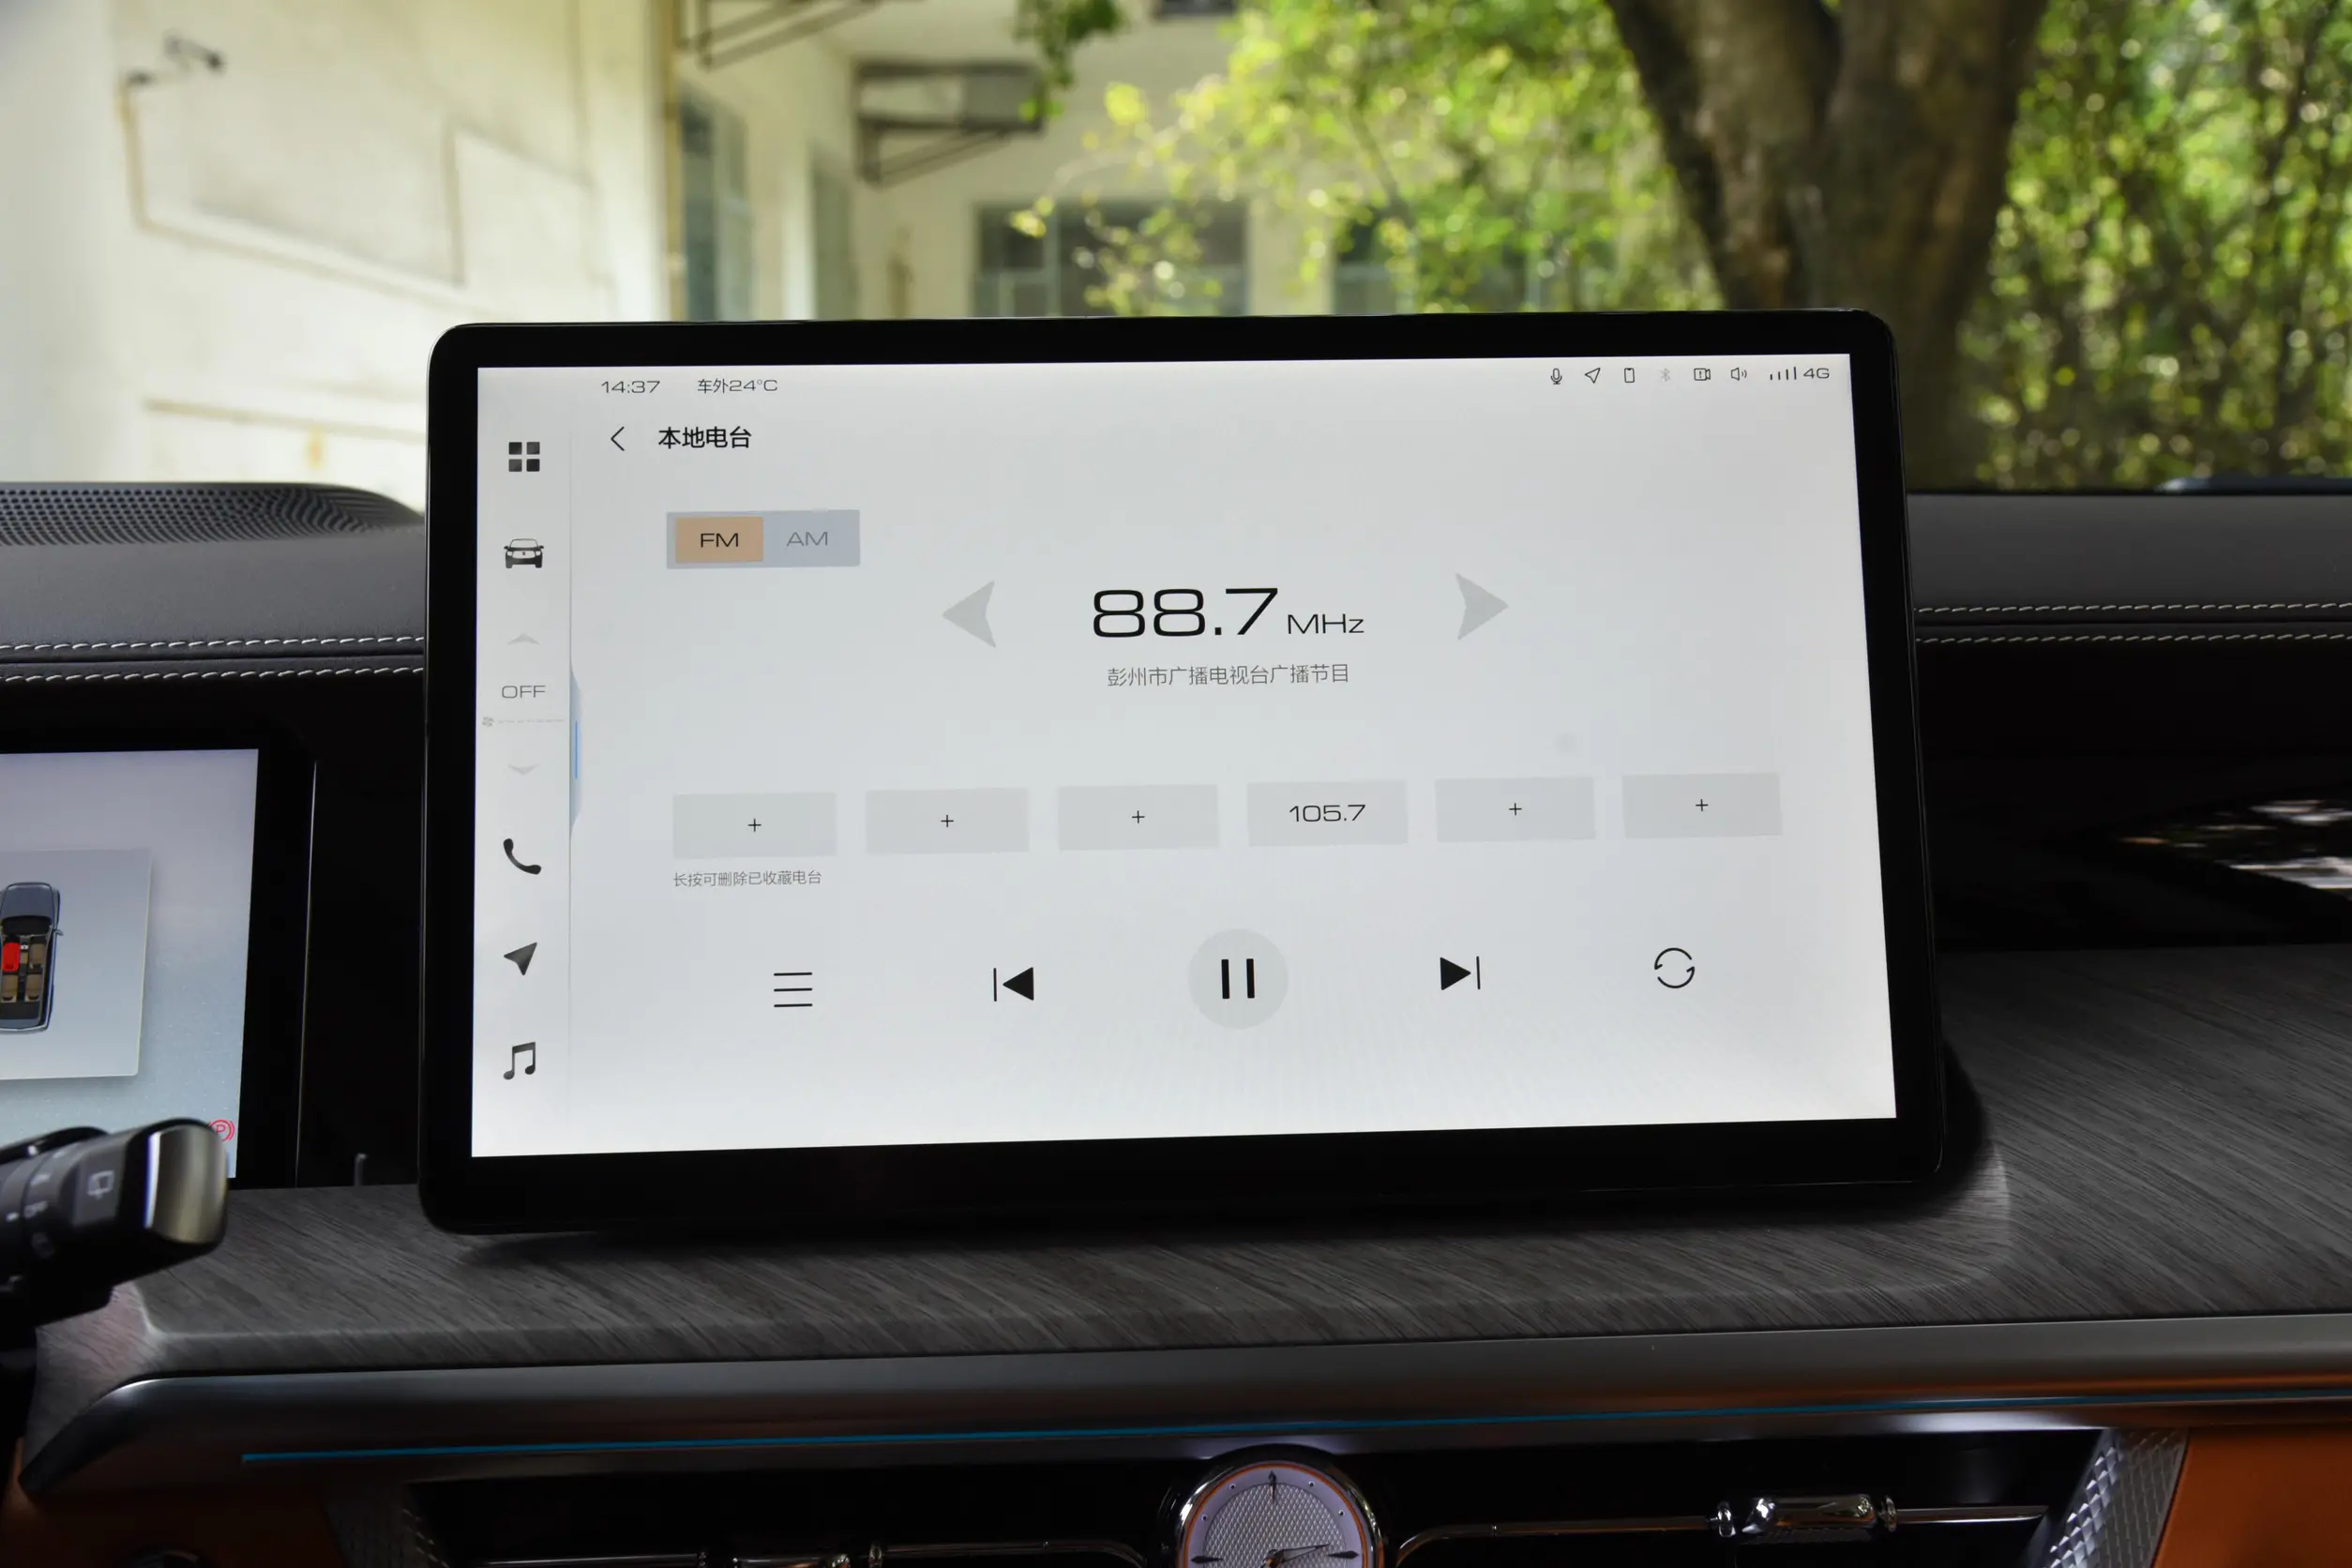 14:37 车外24°C 4G
本地电台
FM AM
88.7 MHz
彭州市广播电视台广播节目
OFF
+ + + 105.7 + +
长按可删除已收藏电台
P